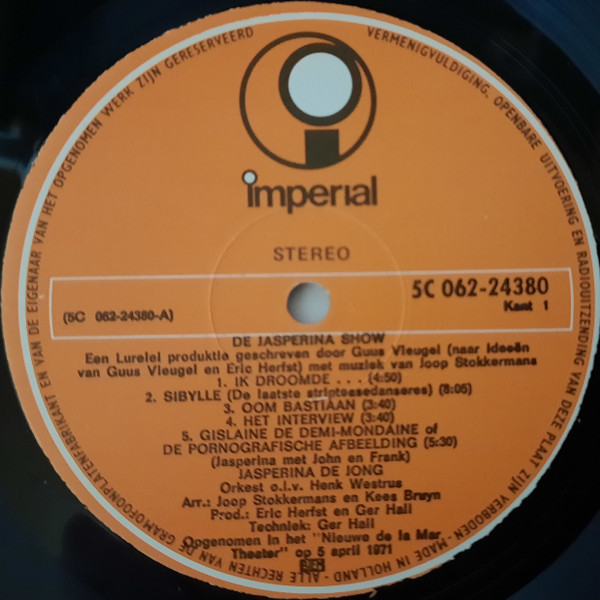 imperial
STEREO
5C 062-24380
(5C 062-24380-A) Kant 1
DE JASPERINA SHOW
Een Lurelei produktie geschreven door Guus Vleugel (naar ideeën
van Guus Vleugel en Eric Herfst) met muziek van Joop Stokkermans
1. IK DROOMDE . . . (4:50)
2. SIBYLLE (De laatste stripteasedanseres) (8:05)
3. OOM BASTIAAN (3:40)
4. HET INTERVIEW (3:40)
5. GISLAINE DE DEMI-MONDAINE of
DE PORNOGRAFISCHE AFBEELDING (5:30)
(Jasperina met John en Frank)
JASPERINA DE JONG
Orkest o.l.v. Henk Westrus
Arr.: Joop Stokkermans en Kees Bruyn
Prod.: Eric Herfst en Ger Hall
Techniek: Ger Hall
Opgenomen in het "Nieuwe de la Mar
Theater" op 5 april 1971
ALLE RECHTEN VAN DE GRAMOFOONPLATENFABRIKANT EN VAN DE EIGENAAR VAN HET OPGENOMEN WERK ZIJN GERESERVEERD
VERMENIGVULDIGING, OPENBARE UITVOERING EN RADIOUITZENDING VAN DEZE PLAAT ZIJN VERBODEN - MADE IN HOLLAND -